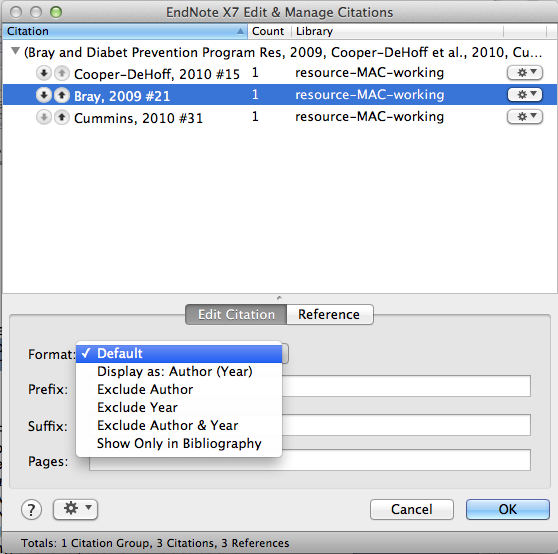 EndNote X7 Edit & Manage Citations
Citation Count Library
(Bray and Diabet Prevention Program Res, 2009, Cooper-DeHoff et al., 2010, Cu...
Cooper-DeHoff, 2010 #15 1 resource-MAC-working
Bray, 2009 #21 1 resource-MAC-working
Cummins, 2010 #31 1 resource-MAC-working
Edit Citation Reference
Format: ✓ Default
Display as: Author (Year)
Prefix: Exclude Author
Exclude Year
Suffix: Exclude Author & Year
Show Only in Bibliography
Pages:
? Cancel OK
Totals: 1 Citation Group, 3 Citations, 3 References